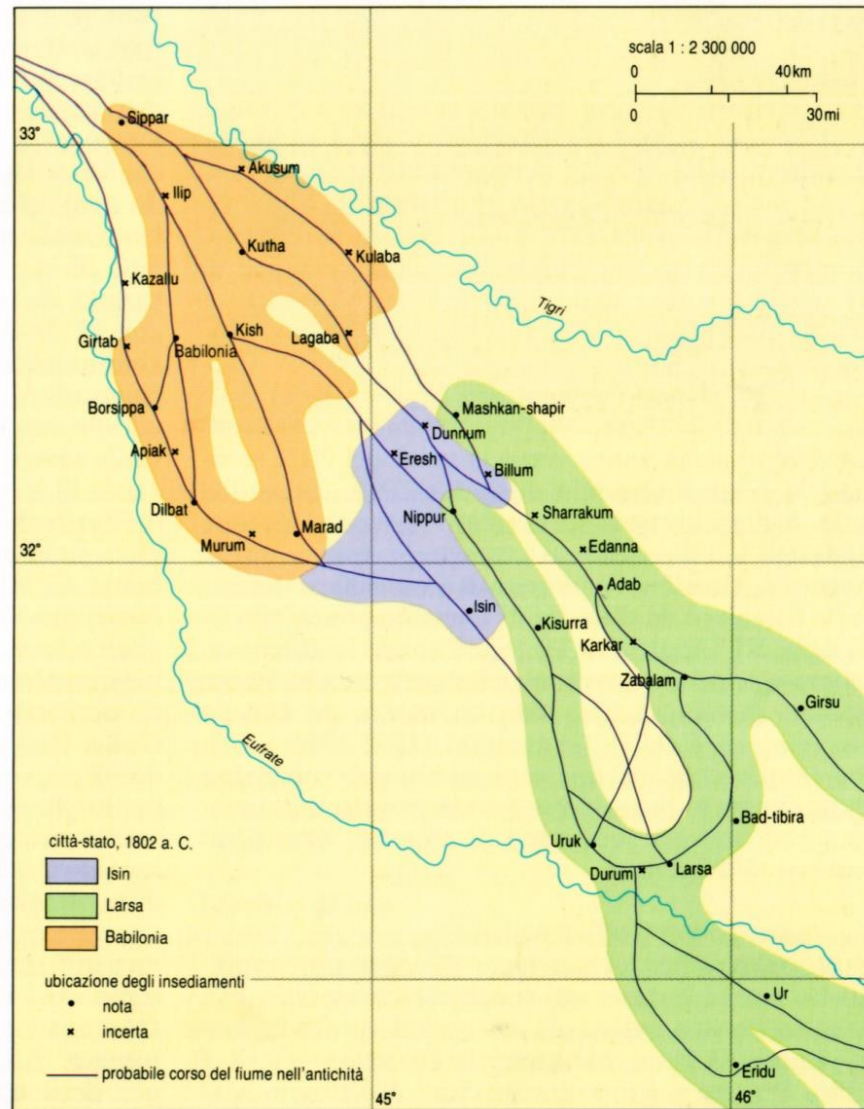 scala 1 : 2 300 000
0 40 km
0 30 mi
Sippar
33°
Akusum
Ilip
Kutha
Kulaba
Kazallu
Tigri
Kish
Lagaba
Girtab
Babilonia
Borsippa
Mashkan-shapir
Dunnum
Apiak
Eresh
Billum
Dilbat
Nippur
Sharrakum
Murum
Marad
Edanna
32°
Adab
Isin
Kisurra
Karkar
Zabalam
Girsu
Eufrate
Bad-tibira
Uruk
Durum
Larsa
città-stato, 1802 a. C.
Isin
Larsa
Babilonia
ubicazione degli insediamenti
nota
incerta
probabile corso del fiume nell'antichità
Ur
Eridu
45°
46°